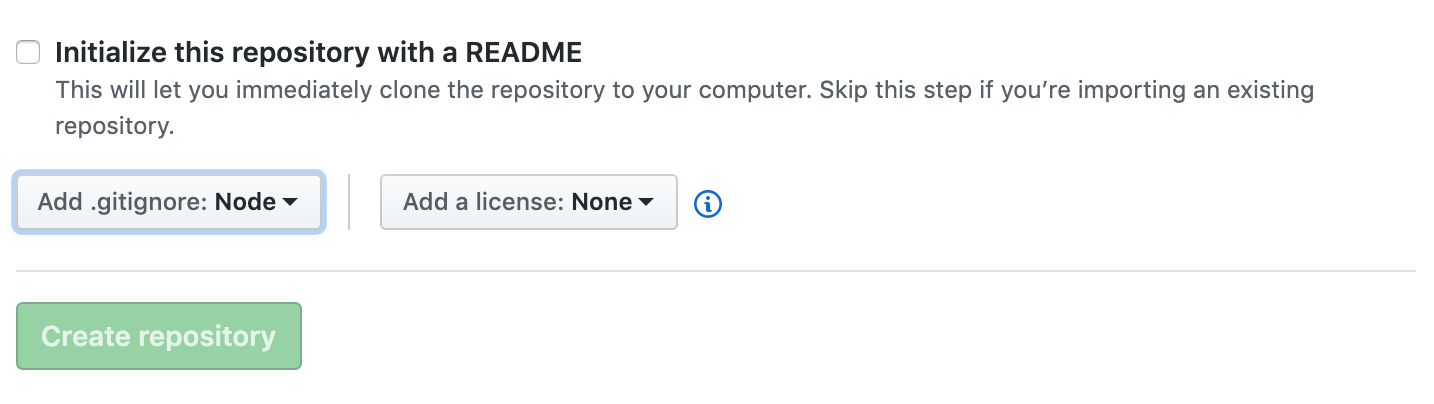 Initialize this repository with a README
This will let you immediately clone the repository to your computer. Skip this step if you’re importing an existing
repository.
Add .gitignore: Node
Add a license: None
Create repository